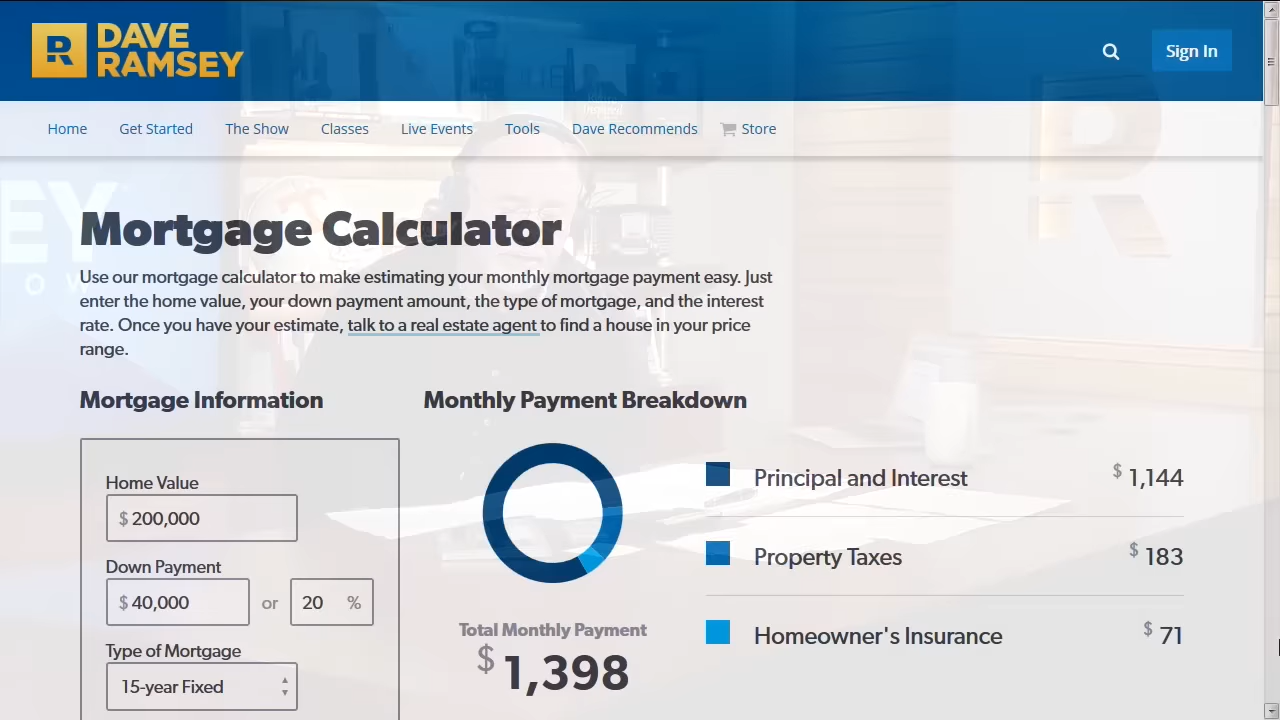 DAVE
RAMSEY
Sign In
Home Get Started The Show Classes Live Events Tools Dave Recommends Store
Mortgage Calculator
Use our mortgage calculator to make estimating your monthly mortgage payment easy. Just
enter the home value, your down payment amount, the type of mortgage, and the interest
rate. Once you have your estimate, talk to a real estate agent to find a house in your price
range.
Mortgage Information
Home Value
$ 200,000
Down Payment
$ 40,000 or 20 %
Type of Mortgage
15-year Fixed
Monthly Payment Breakdown
Total Monthly Payment
$ 1,398
Principal and Interest $ 1,144
Property Taxes $ 183
Homeowner's Insurance $ 71